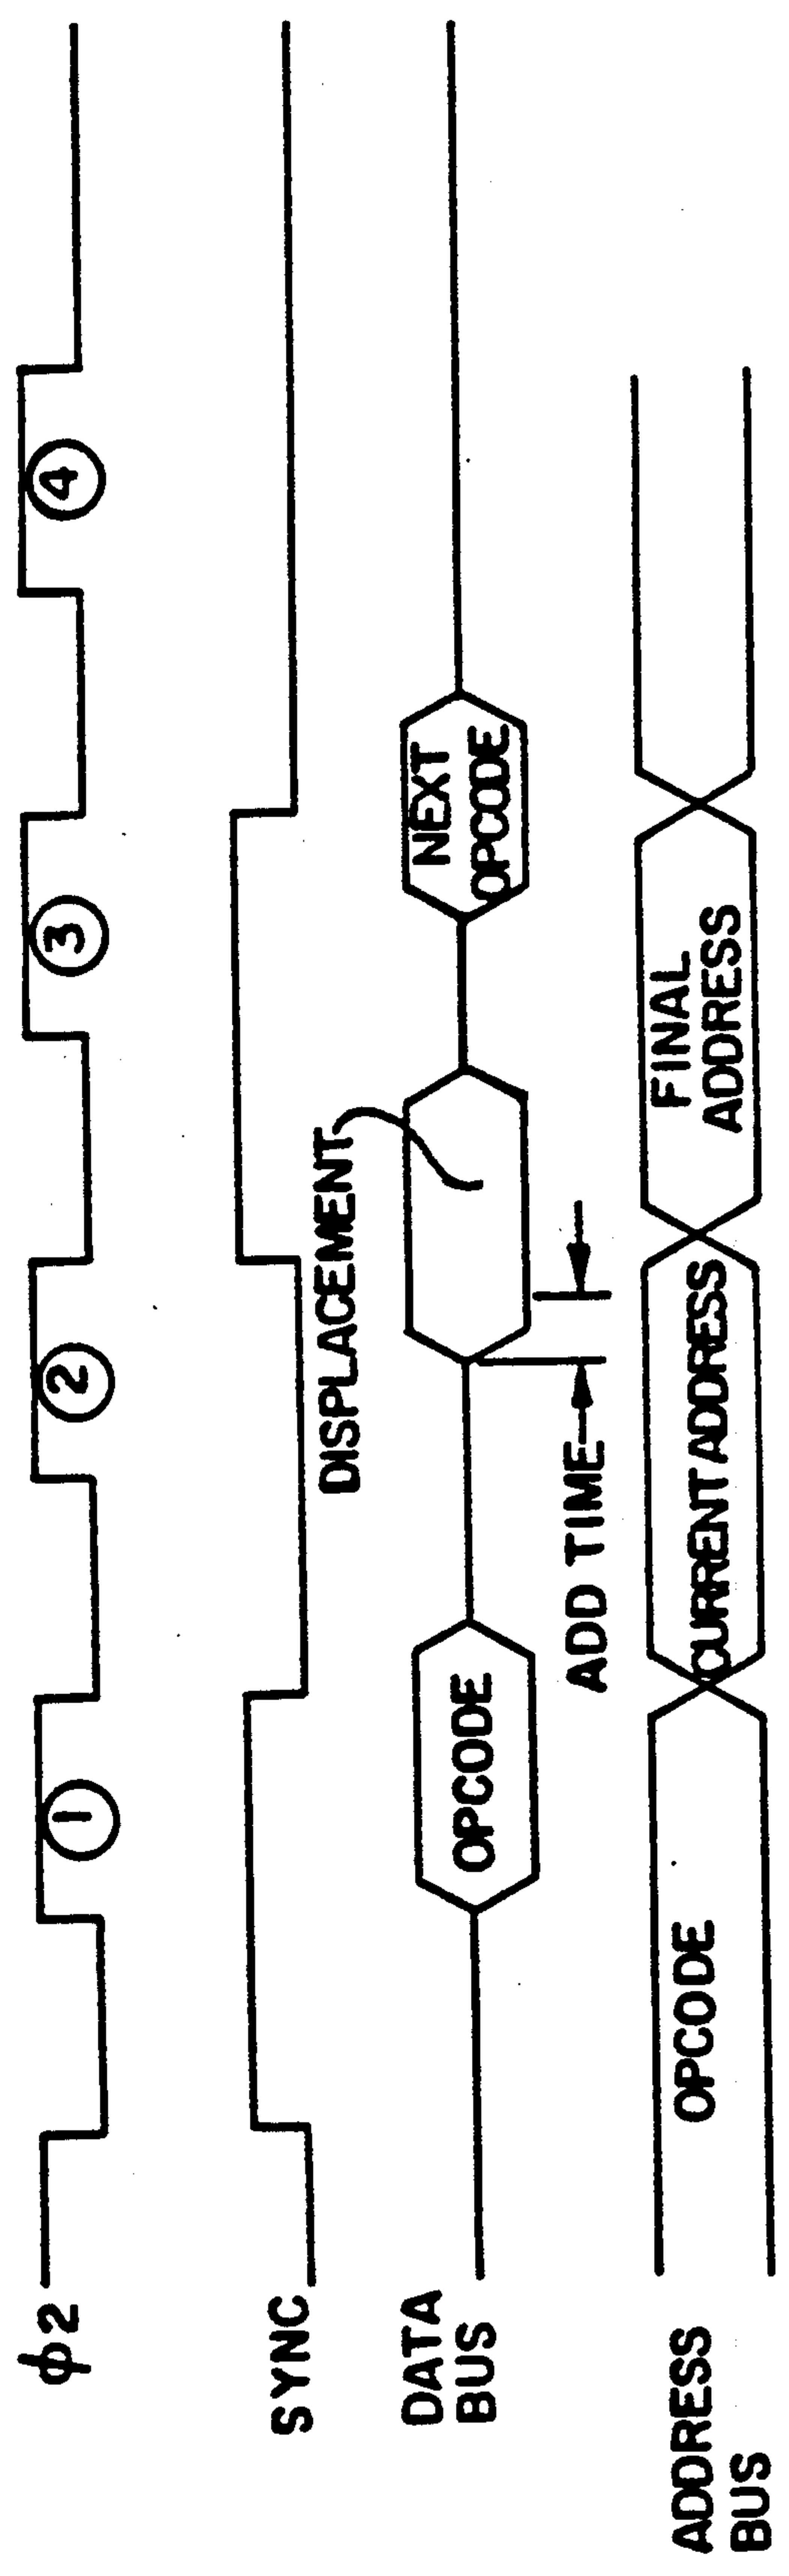 φ2
1
2
3
4
SYNC
DATA
BUS
OPCODE
DISPLACEMENT
NEXT
OPCODE
ADD TIME
ADDRESS
BUS
OPCODE
CURRENT ADDRESS
FINAL
ADDRESS